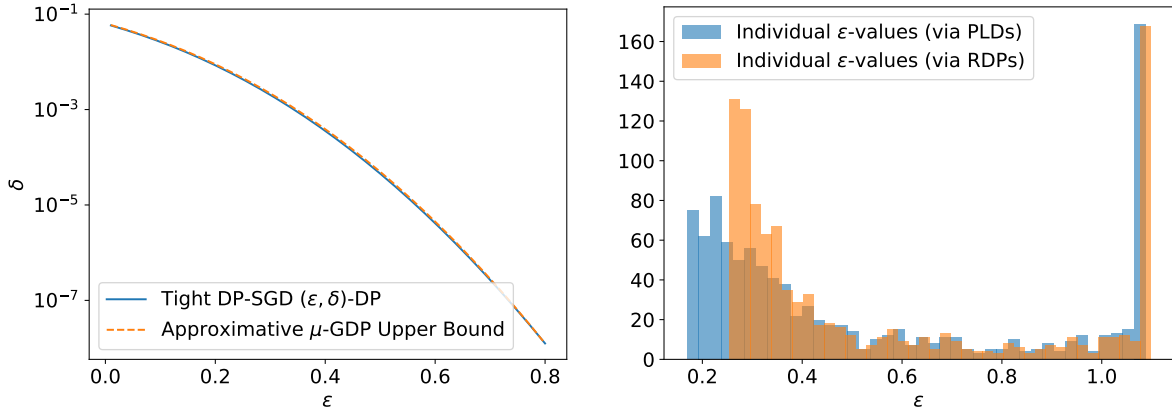 10⁻¹
10⁻³
10⁻⁵
10⁻⁷
δ
0.0 0.2 0.4 0.6 0.8
ε
Tight DP-SGD (ε, δ)-DP
Approximative μ-GDP Upper Bound
160
140
120
100
80
60
40
20
0
0.2 0.4 0.6 0.8 1.0
ε
Individual ε-values (via PLDs)
Individual ε-values (via RDPs)